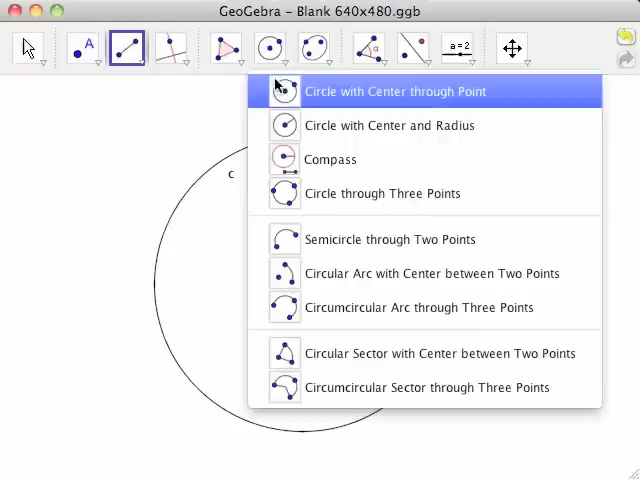 GeoGebra - Blank 640x480.ggb
A
α
a = 2
Circle with Center through Point
Circle with Center and Radius
Compass
Circle through Three Points
Semicircle through Two Points
Circular Arc with Center between Two Points
Circumcircular Arc through Three Points
Circular Sector with Center between Two Points
Circumcircular Sector through Three Points
c